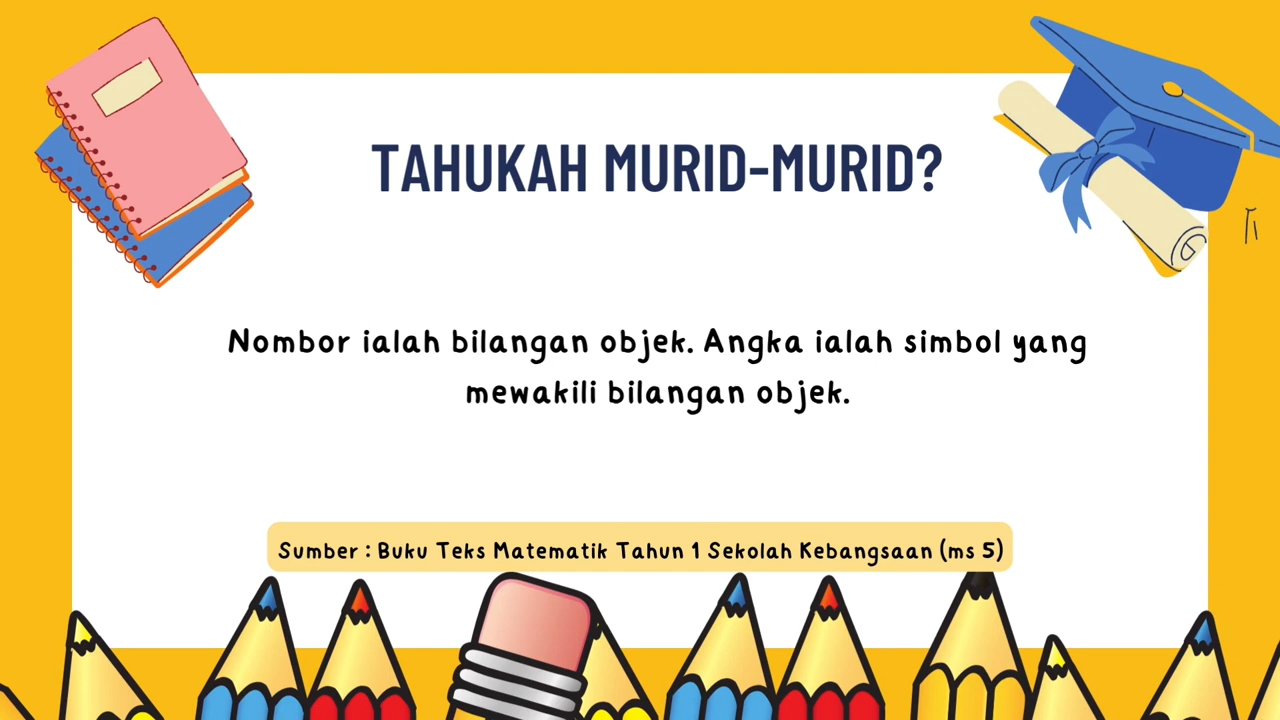 TAHUKAH MURID-MURID?
Nombor ialah bilangan objek. Angka ialah simbol yang
mewakili bilangan objek.
Sumber : Buku Teks Matematik Tahun 1 Sekolah Kebangsaan (ms 5)